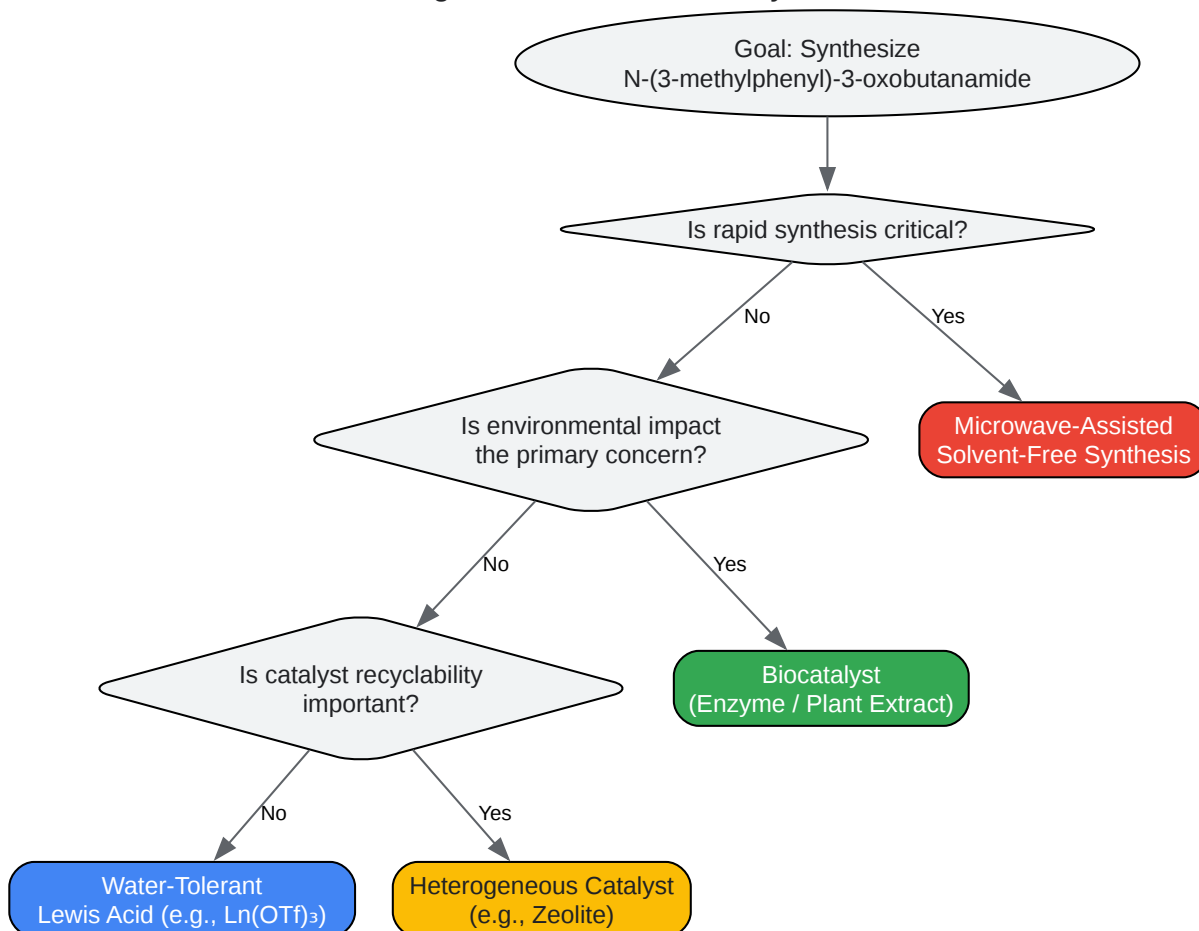 Goal: Synthesize
N-(3-methylphenyl)-3-oxobutanamide
Is rapid synthesis critical?
No
Yes
Is environmental impact
the primary concern?
Microwave-Assisted
Solvent-Free Synthesis
No
Yes
Is catalyst recyclability
important?
Biocatalyst
(Enzyme / Plant Extract)
No
Yes
Water-Tolerant
Lewis Acid (e.g., Ln(OTf)₃)
Heterogeneous Catalyst
(e.g., Zeolite)